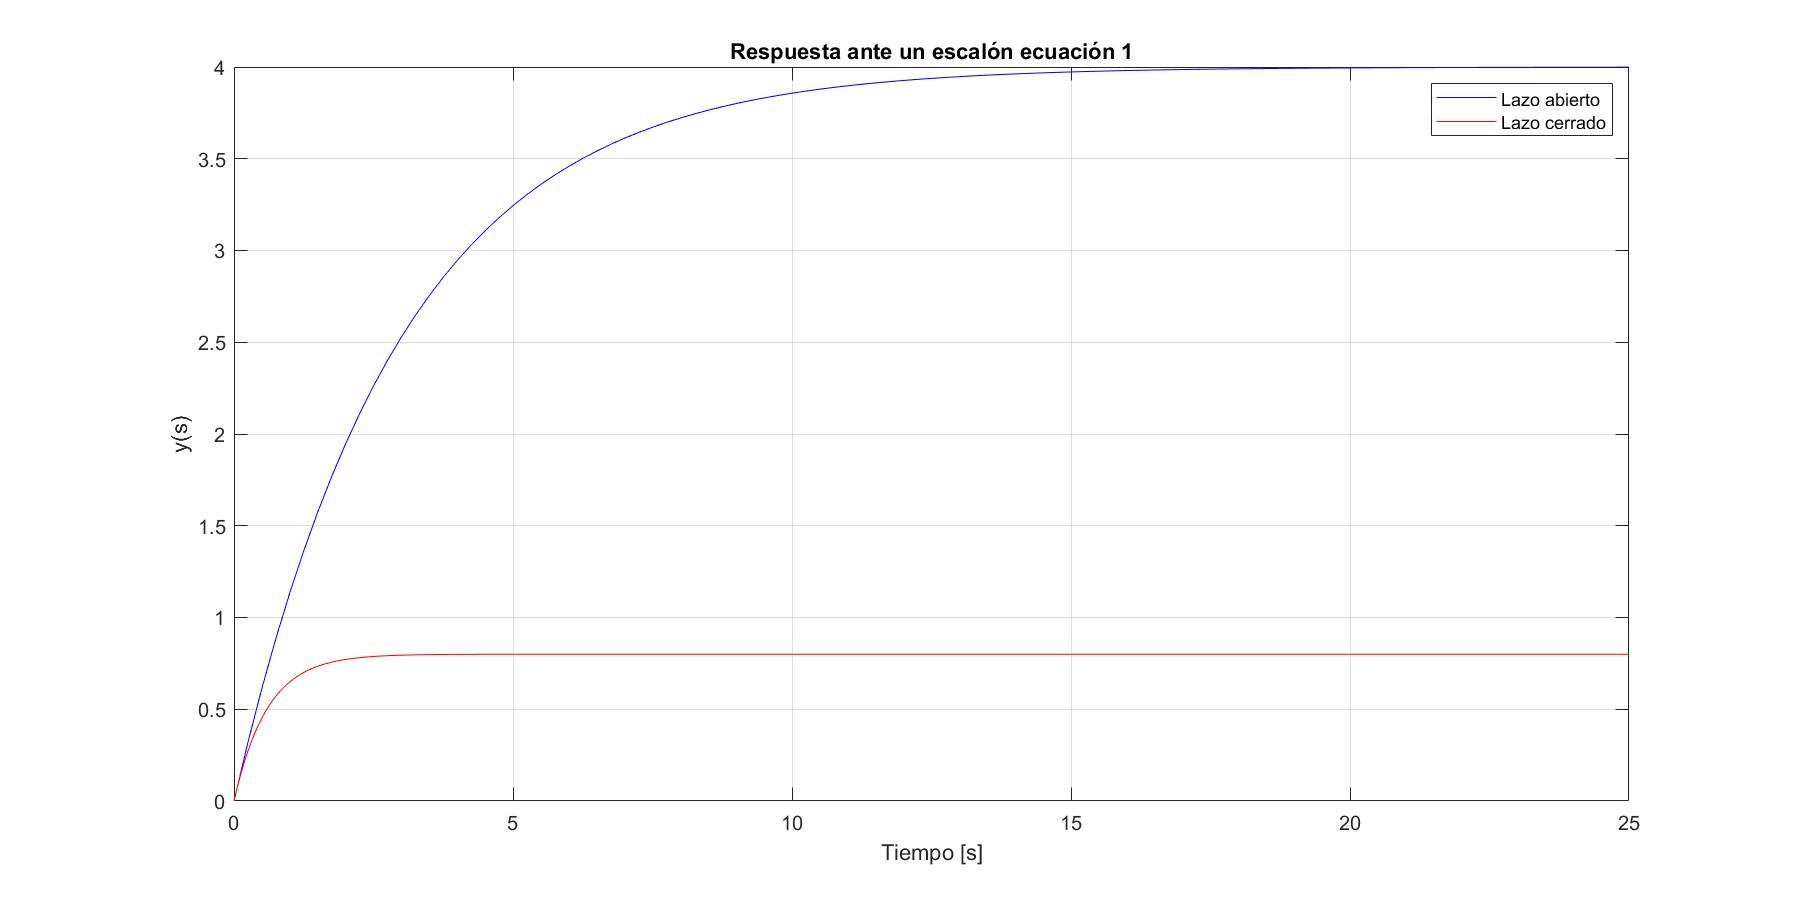 Respuesta ante un escalón ecuación 1
Lazo abierto
Lazo cerrado
4
3.5
3
2.5
2
1.5
1
0.5
0
y(s)
0 5 10 15 20 25
Tiempo [s]